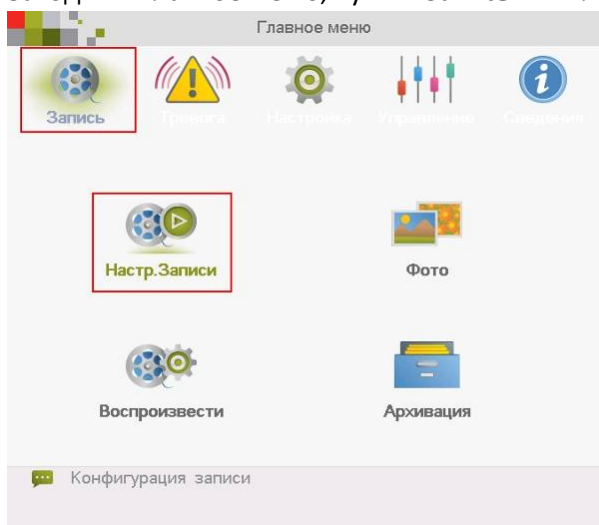 Главное меню
Запись Тревога Настройка Управление Сведения
Настр.Записи Фото
Воспроизвести Архивация
Конфигурация записи